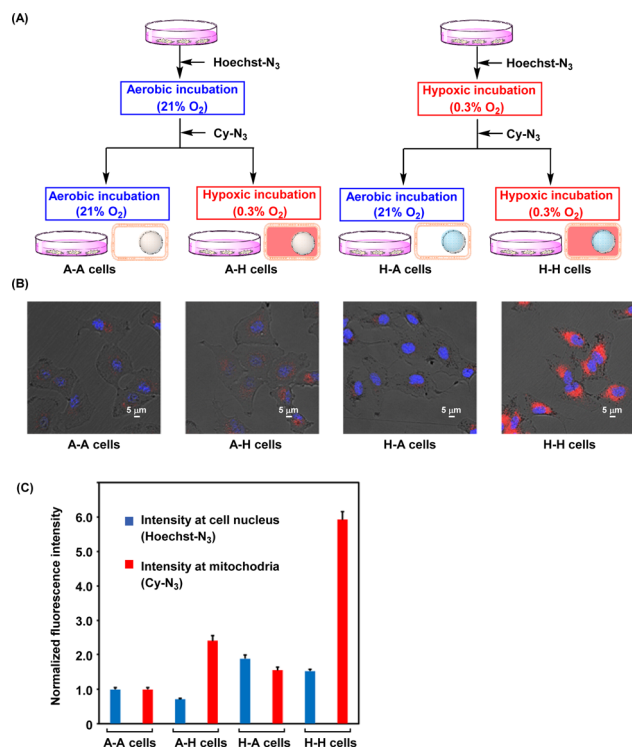 (A)
Hoechst-N3
Aerobic incubation
(21% O2)
Cy-N3
Aerobic incubation
(21% O2)
Hypoxic incubation
(0.3% O2)
A-A cells
A-H cells
Hoechst-N3
Hypoxic incubation
(0.3% O2)
Cy-N3
Aerobic incubation
(21% O2)
Hypoxic incubation
(0.3% O2)
H-A cells
H-H cells
(B)
5 μm
5 μm
5 μm
5 μm
A-A cells
A-H cells
H-A cells
H-H cells
(C)
Normalized fluorescence intensity
6.0
5.0
4.0
3.0
2.0
1.0
0
Intensity at cell nucleus
(Hoechst-N3)
Intensity at mitochodria
(Cy-N3)
A-A cells
A-H cells
H-A cells
H-H cells